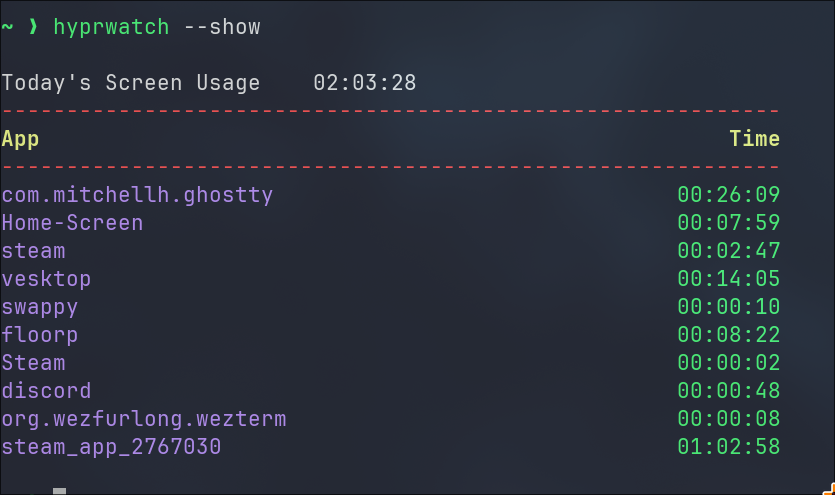 ~ ❯ hyprwatch --show
Today's Screen Usage    02:03:28
------------------------------------------------------------
App Time
------------------------------------------------------------
com.mitchellh.ghostty 00:26:09
Home-Screen 00:07:59
steam 00:02:47
vesktop 00:14:05
swappy 00:00:10
floorp 00:08:22
Steam 00:00:02
discord 00:00:48
org.wezfurlong.wezterm 00:00:08
steam_app_2767030 01:02:58